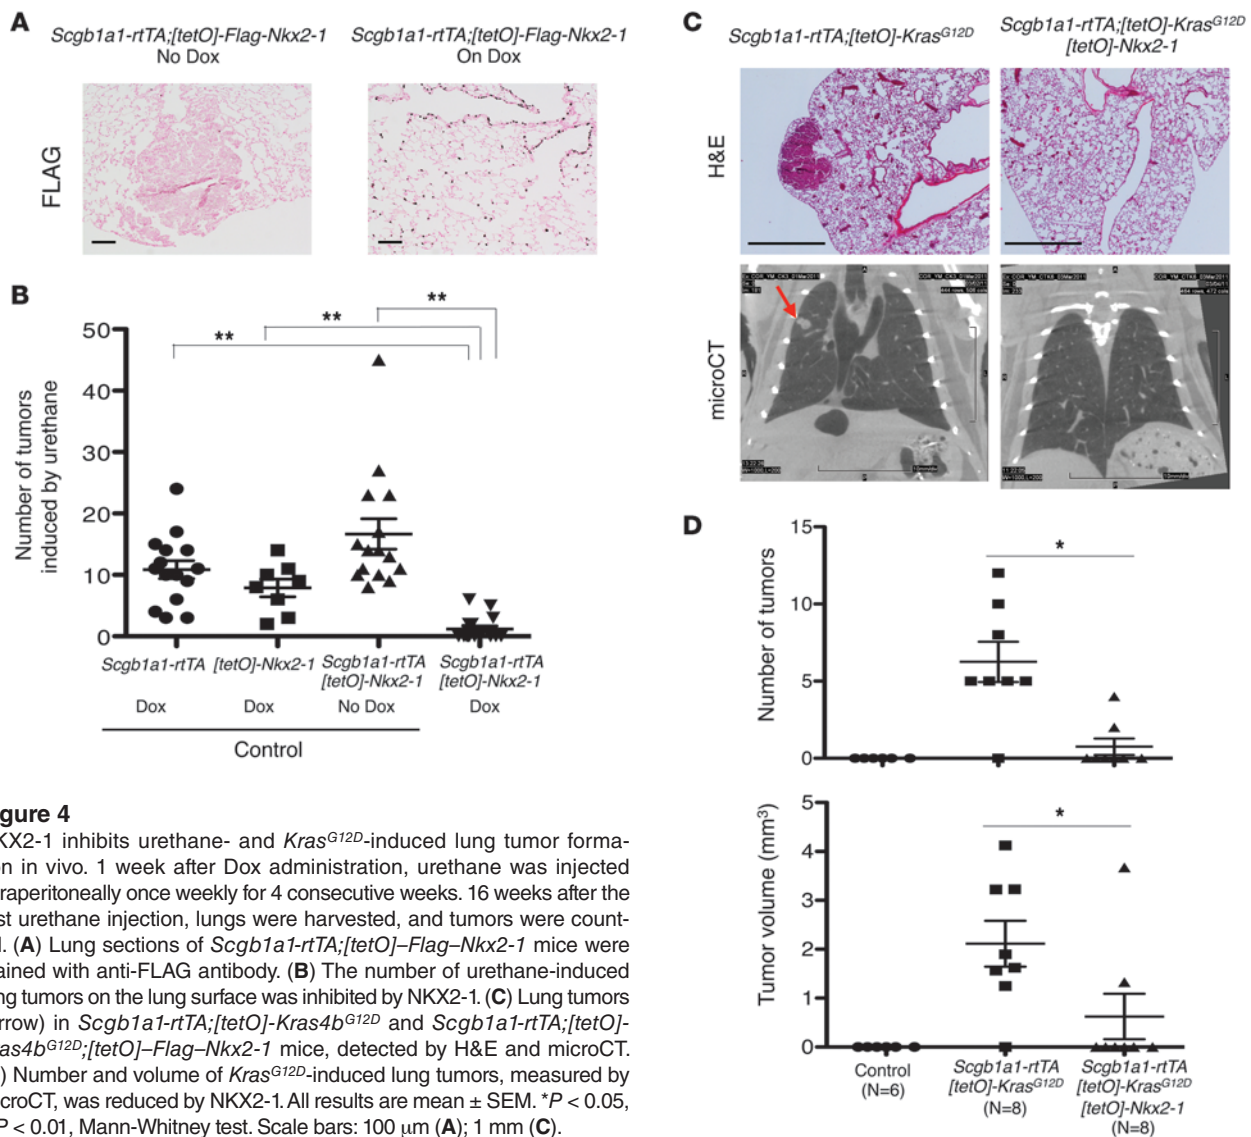 A
Scgb1a1-rtTA;[tetO]-Flag-Nkx2-1
No Dox
Scgb1a1-rtTA;[tetO]-Flag-Nkx2-1
On Dox
FLAG
B
**
**
**
Number of tumors
induced by urethane
50
40
30
20
10
0
Scgb1a1-rtTA
[tetO]-Nkx2-1
Scgb1a1-rtTA
[tetO]-Nkx2-1
Scgb1a1-rtTA
[tetO]-Nkx2-1
Dox
Dox
No Dox
Dox
Control
gure 4
KX2-1 inhibits urethane- and KrasG12D-induced lung tumor forma-
on in vivo. 1 week after Dox administration, urethane was injected
traperitoneally once weekly for 4 consecutive weeks. 16 weeks after the
st urethane injection, lungs were harvested, and tumors were count-
d. (A) Lung sections of Scgb1a1-rtTA;[tetO]–Flag–Nkx2-1 mice were
ained with anti-FLAG antibody. (B) The number of urethane-induced
ng tumors on the lung surface was inhibited by NKX2-1. (C) Lung tumors
rrow) in Scgb1a1-rtTA;[tetO]-Kras4bG12D and Scgb1a1-rtTA;[tetO]-
as4bG12D;[tetO]–Flag–Nkx2-1 mice, detected by H&E and microCT.
) Number and volume of KrasG12D-induced lung tumors, measured by
croCT, was reduced by NKX2-1. All results are mean ± SEM. *P < 0.05,
P < 0.01, Mann-Whitney test. Scale bars: 100 μm (A); 1 mm (C).
C
Scgb1a1-rtTA;[tetO]-KrasG12D
Scgb1a1-rtTA;[tetO]-KrasG12D
[tetO]-Nkx2-1
H&E
microCT
D
Number of tumors
15
10
5
0
*
Tumor volume (mm3)
5
4
3
2
1
0
*
Control
(N=6)
Scgb1a1-rtTA
[tetO]-KrasG12D
(N=8)
Scgb1a1-rtTA
[tetO]-KrasG12D
[tetO]-Nkx2-1
(N=8)